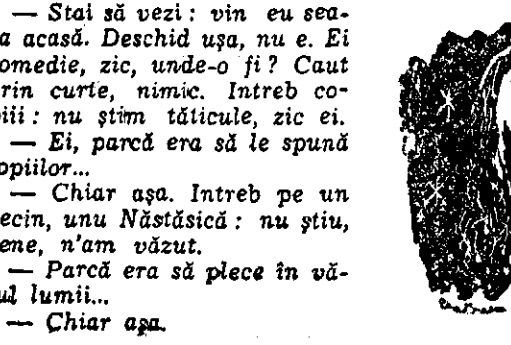 — Stai să vezi : vin eu sea-
a acasă. Deschid ușa, nu e. Ei
omedie, zic, unde-o fi ? Caut
rin curte, nimic. Intreb co-
iii : nu știm tăticule, zic ei.
— Ei, parcă era să le spună
opiilor...
— Chiar așa. Intreb pe un
ecin, unu Năstăsică : nu știu,
ene, n'am văzut.
— Parcă era să plece în vă-
ul lumii...
— Chiar așa.